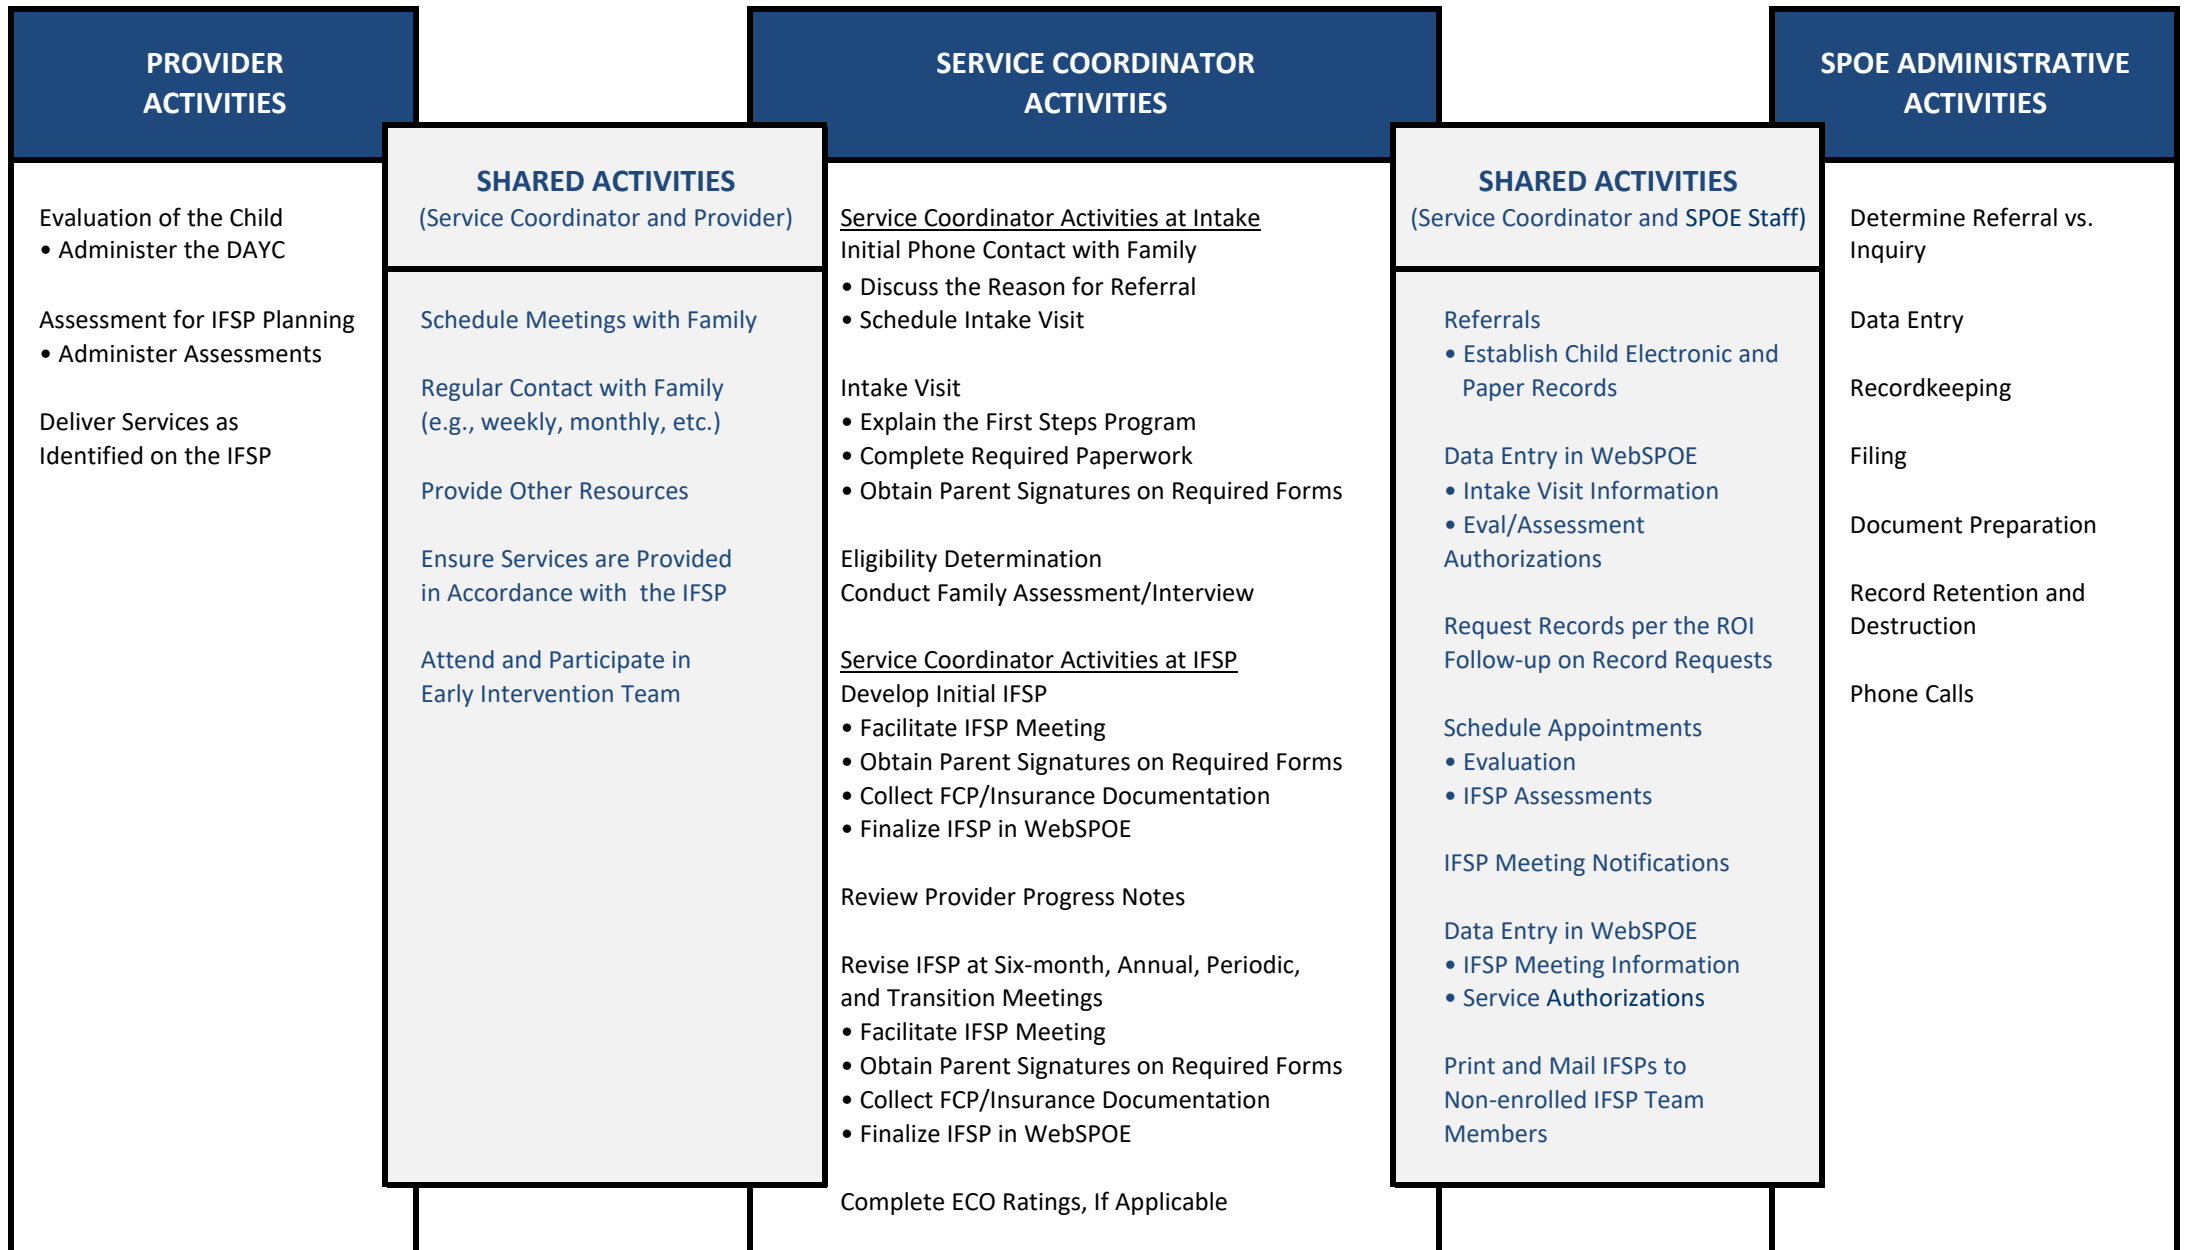 PROVIDER
ACTIVITIES
Evaluation of the Child
• Administer the DAYC
Assessment for IFSP Planning
• Administer Assessments
Deliver Services as
Identified on the IFSP
SHARED ACTIVITIES
(Service Coordinator and Provider)
Schedule Meetings with Family
Regular Contact with Family
(e.g., weekly, monthly, etc.)
Provide Other Resources
Ensure Services are Provided
in Accordance with the IFSP
Attend and Participate in
Early Intervention Team
SERVICE COORDINATOR
ACTIVITIES
Service Coordinator Activities at Intake
Initial Phone Contact with Family
• Discuss the Reason for Referral
• Schedule Intake Visit
Intake Visit
• Explain the First Steps Program
• Complete Required Paperwork
• Obtain Parent Signatures on Required Forms
Eligibility Determination
Conduct Family Assessment/Interview
Service Coordinator Activities at IFSP
Develop Initial IFSP
• Facilitate IFSP Meeting
• Obtain Parent Signatures on Required Forms
• Collect FCP/Insurance Documentation
• Finalize IFSP in WebSPOE
Review Provider Progress Notes
Revise IFSP at Six-month, Annual, Periodic,
and Transition Meetings
• Facilitate IFSP Meeting
• Obtain Parent Signatures on Required Forms
• Collect FCP/Insurance Documentation
• Finalize IFSP in WebSPOE
Complete ECO Ratings, If Applicable
SHARED ACTIVITIES
(Service Coordinator and SPOE Staff)
Referrals
• Establish Child Electronic and
Paper Records
Data Entry in WebSPOE
• Intake Visit Information
• Eval/Assessment
Authorizations
Request Records per the ROI
Follow-up on Record Requests
Schedule Appointments
• Evaluation
• IFSP Assessments
IFSP Meeting Notifications
Data Entry in WebSPOE
• IFSP Meeting Information
• Service Authorizations
Print and Mail IFSPs to
Non-enrolled IFSP Team
Members
SPOE ADMINISTRATIVE
ACTIVITIES
Determine Referral vs.
Inquiry
Data Entry
Recordkeeping
Filing
Document Preparation
Record Retention and
Destruction
Phone Calls